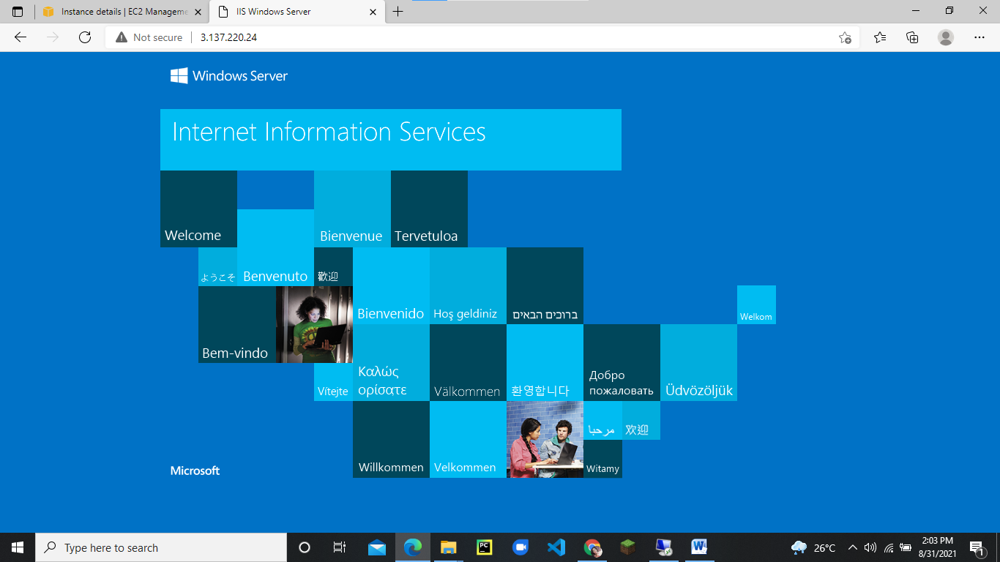 Instance details | EC2 Manageme
IIS Windows Server
Not secure
3.137.220.24
Windows Server
Internet Information Services
Welcome
Bienvenue
Tervetuloa
ようこそ
Benvenuto
歡迎
Bienvenido
Hoş geldiniz
ברוכים הבאים
Welkom
Bem-vindo
Vítejte
Καλώς
ορίσατε
Välkommen
환영합니다
Добро
пожаловать
Üdvözöljük
Willkommen
Velkommen
مرحبا
欢迎
Witamy
Microsoft
Type here to search
PC
26°C
2:03 PM
8/31/2021
1